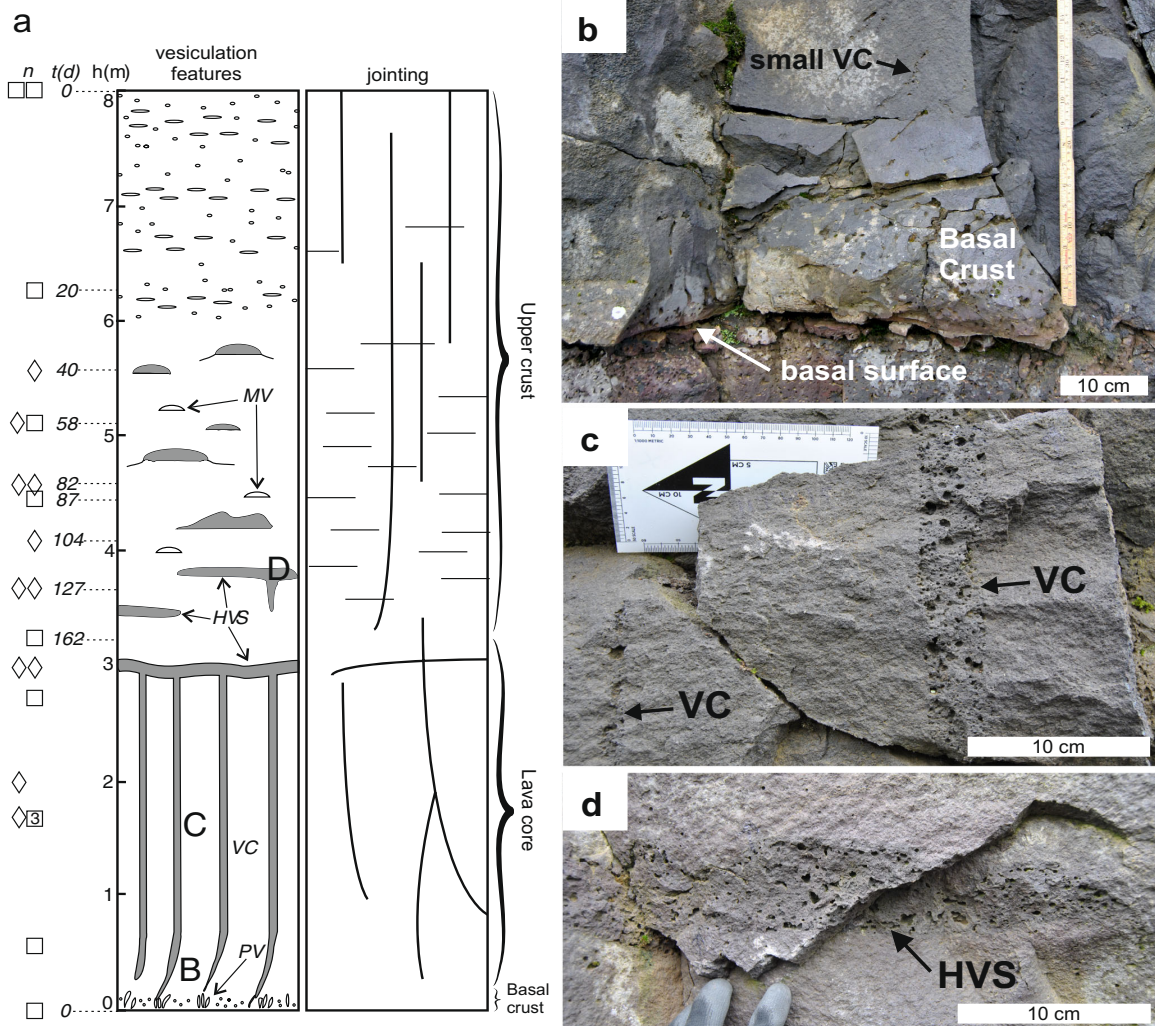 a
vesiculation
features
n t(d) h(m)
jointing
0
8
7
20
6
40
MV
58
5
82
87
104
4
D
127
HVS
162
3
Upper crust
2
C
3
VC
Lava core
1
PV
B
0
0
Basal
crust
b
small VC
Basal
Crust
basal surface
10 cm
c
5 CM
10 CM
VC
VC
10 cm
d
HVS
10 cm